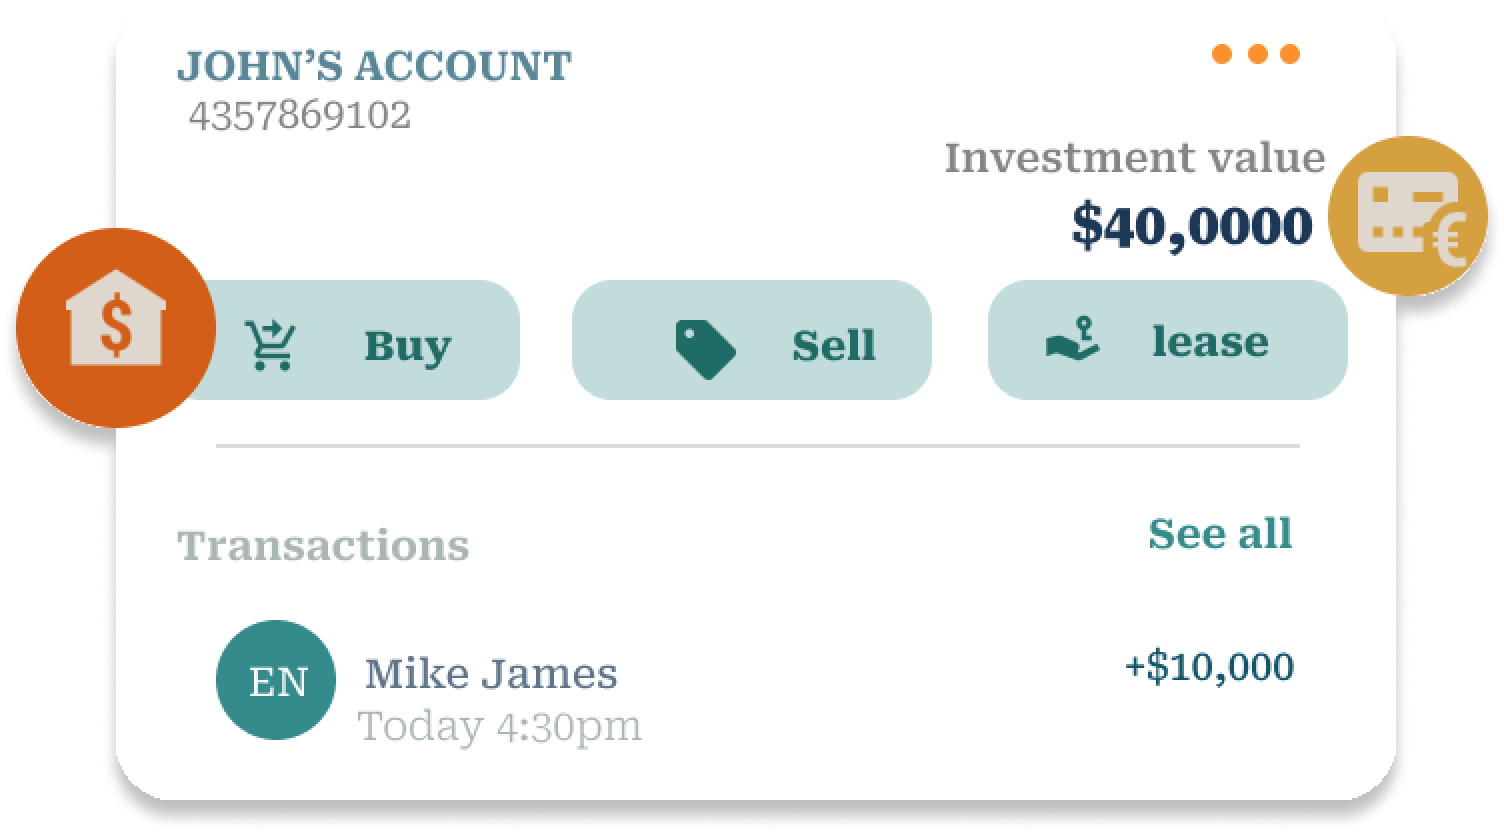 JOHN’S ACCOUNT
4357869102
Investment value
$40,0000
Buy
Sell
lease
Transactions
See all
EN
Mike James
+$10,000
Today 4:30pm